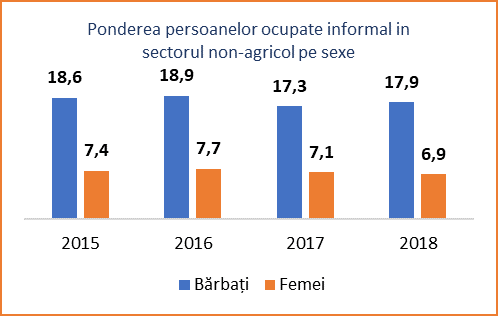 Ponderea persoanelor ocupate informal in
sectorul non-agricol pe sexe
18,6
7,4
18,9
7,7
17,3
7,1
17,9
6,9
2015 2016 2017 2018
Bărbați Femei